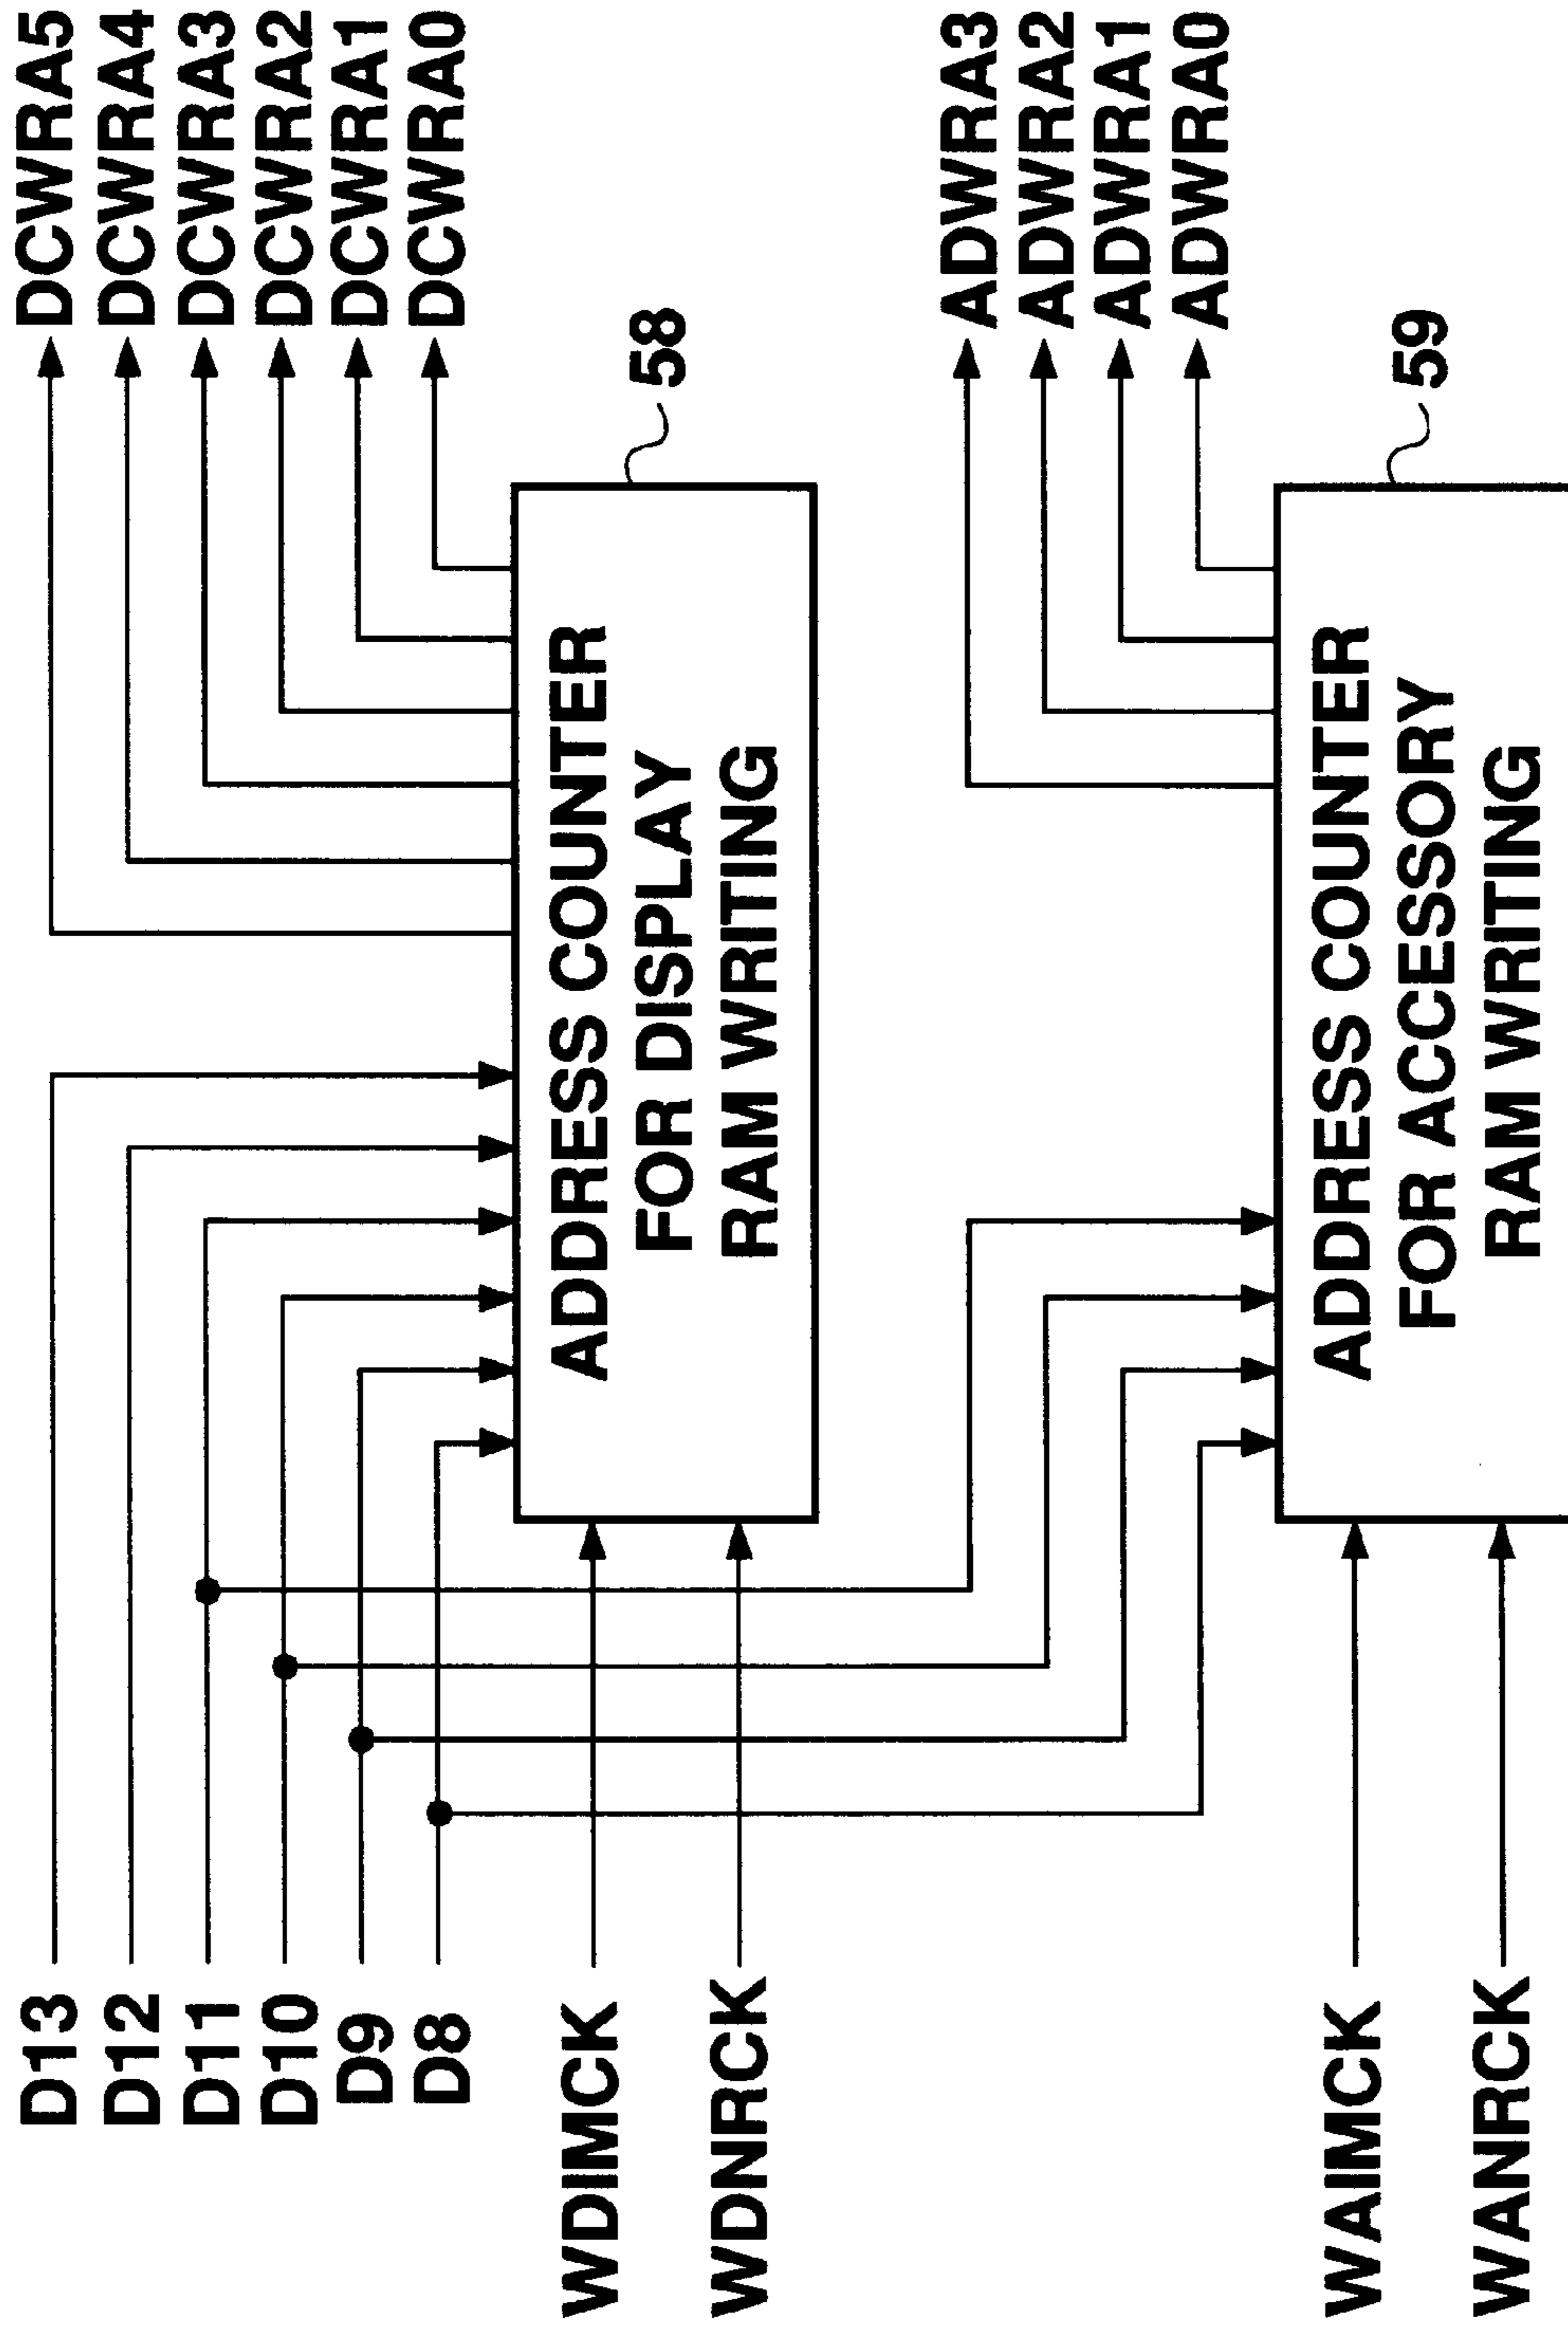 D13
D12
D11
D10
D9
D8
WDIMCK
WDNRCK
WAIMCK
WANRCK
ADDRESS COUNTER
FOR DISPLAY
RAM WRITING
58
ADDRESS COUNTER
FOR ACCESSORY
RAM WRITING
59
DCWRA5
DCWRA4
DCWRA3
DCWRA2
DCWRA1
DCWRA0
ADWRA3
ADWRA2
ADWRA1
ADWRA0